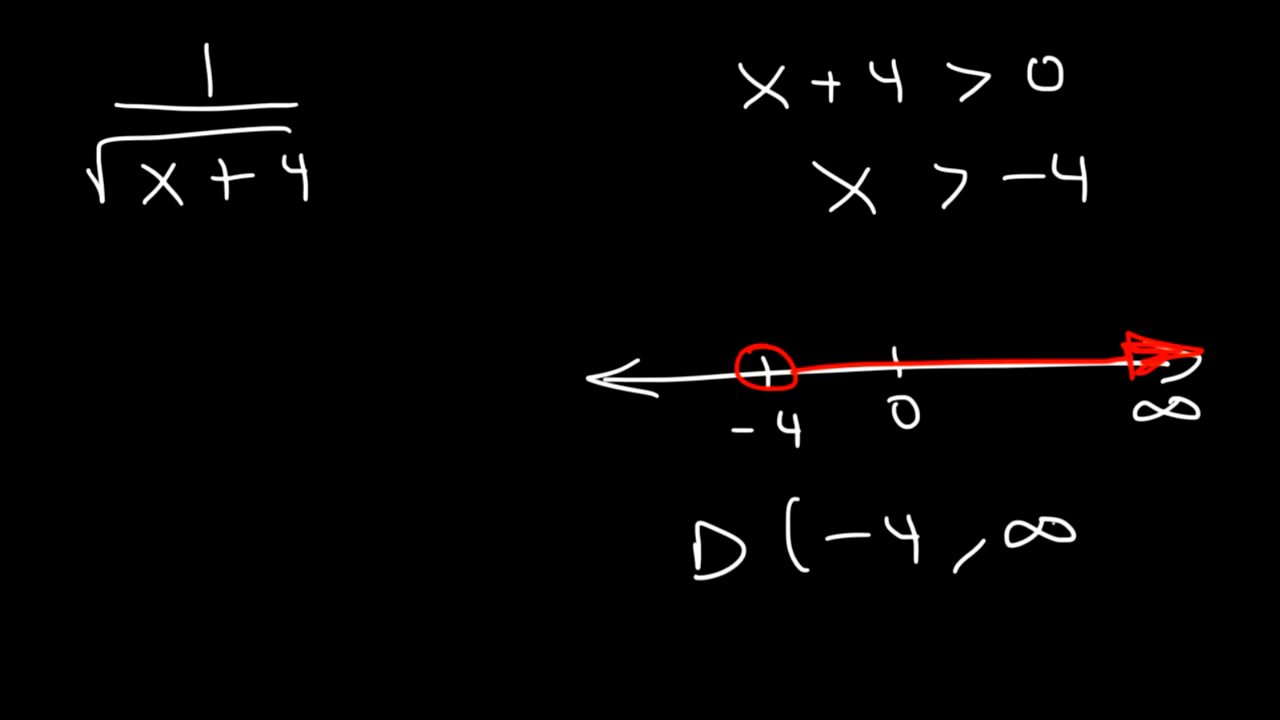 1
√x + 4
x + 4 > 0
x > -4
-4 0 ∞
D (-4, ∞